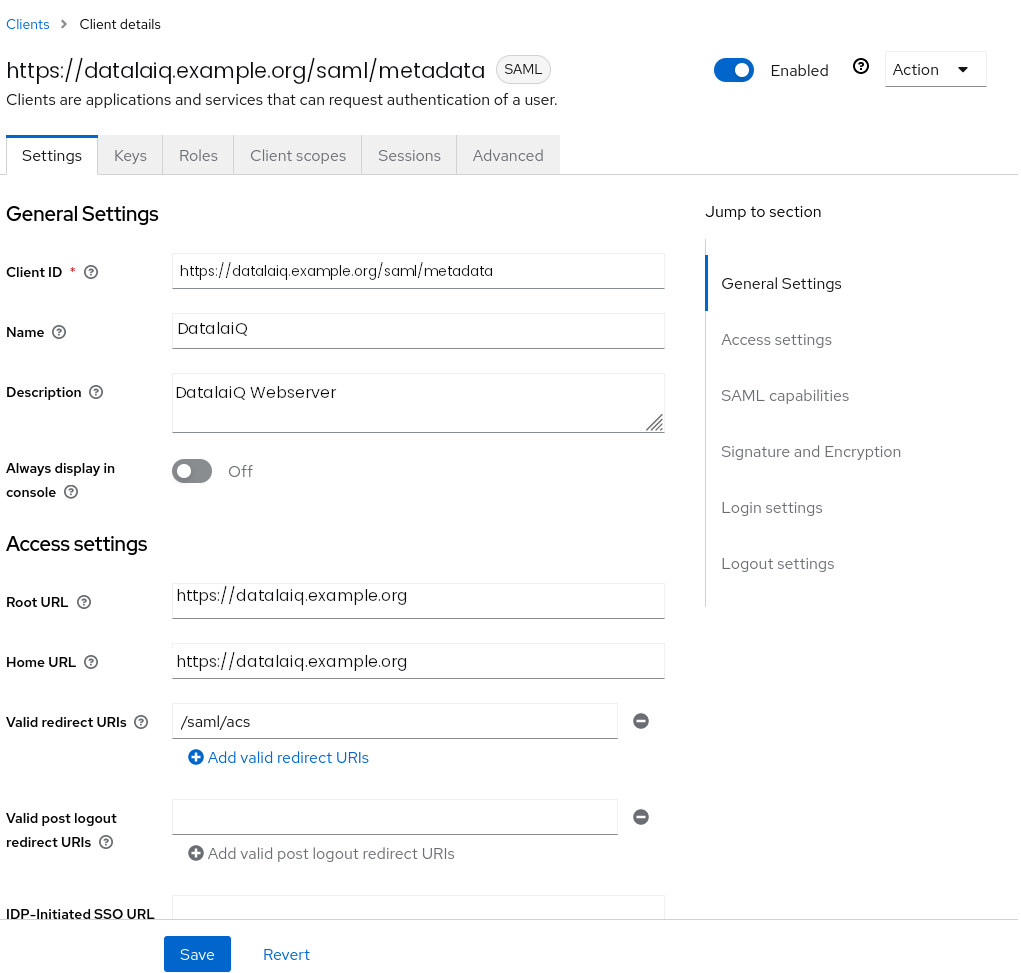 Clients > Client details
https://datalaiq.example.org/saml/metadata SAML Enabled Action
Clients are applications and services that can request authentication of a user.
Settings Keys Roles Client scopes Sessions Advanced
General Settings
Client ID * https://datalaiq.example.org/saml/metadata
Name DatalaiQ
Description DatalaiQ Webserver
Always display in
console Off
Access settings
Root URL https://datalaiq.example.org
Home URL https://datalaiq.example.org
Valid redirect URIs /saml/acs
Add valid redirect URIs
Valid post logout
redirect URIs
Add valid post logout redirect URIs
IDP-Initiated SSO URL
Jump to section
General Settings
Access settings
SAML capabilities
Signature and Encryption
Login settings
Logout settings
Save Revert